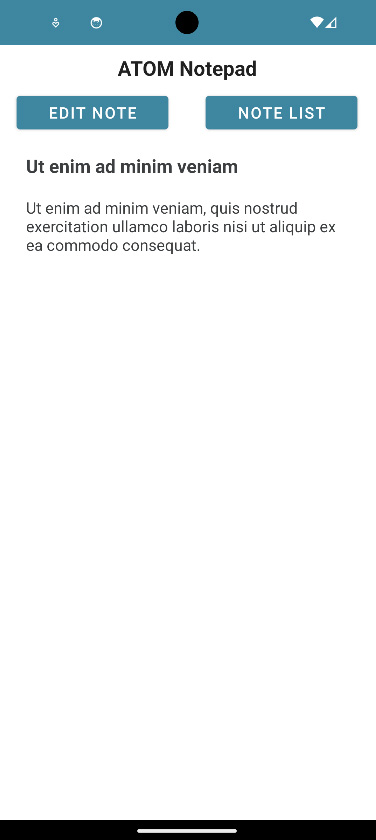 ATOM Notepad
EDIT NOTE
NOTE LIST
Ut enim ad minim veniam
Ut enim ad minim veniam, quis nostrud
exercitation ullamco laboris nisi ut aliquip ex
ea commodo consequat.